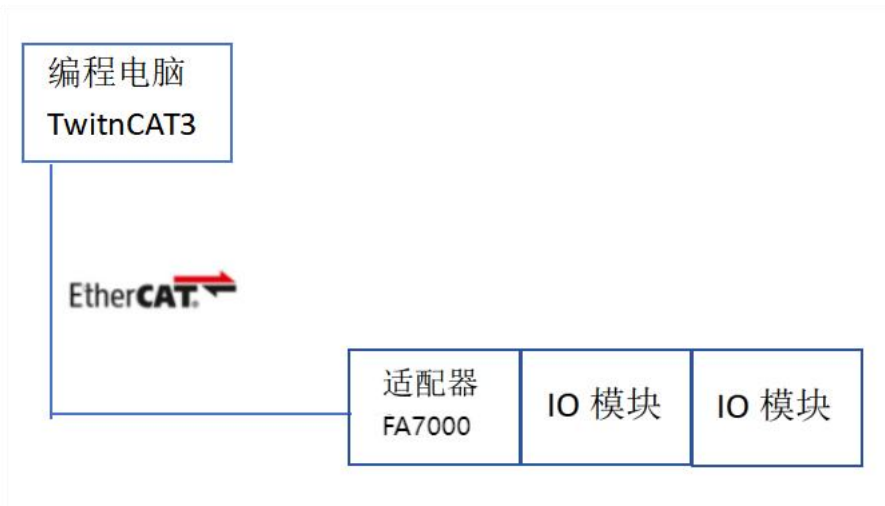 编程电脑
TwitnCAT3
EtherCAT®
适配器
FA7000
IO 模块
IO 模块